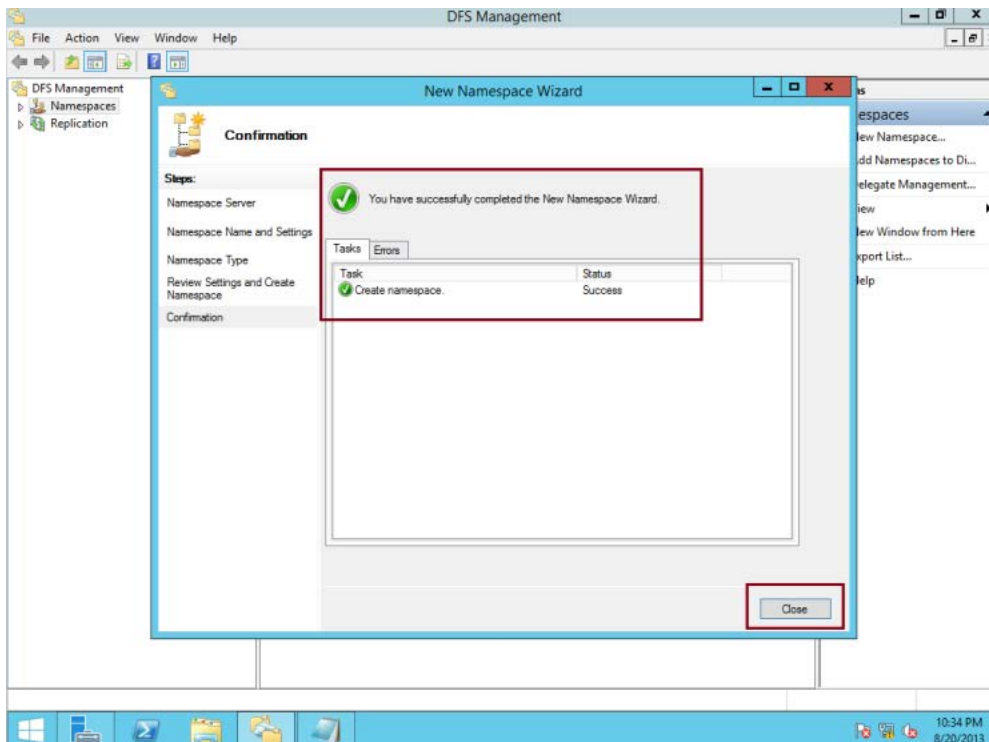 DFS Management
File Action View Window Help
DFS Management
Namespaces
Replication
New Namespace Wizard
Confirmation
Steps:
Namespace Server
Namespace Name and Settings
Namespace Type
Review Settings and Create
Namespace
Confirmation
You have successfully completed the New Namespace Wizard.
Tasks Errors
Task Status
Create namespace. Success
Close
ns
espaces
lew Namespace...
dd Namespaces to Di...
elegate Management...
iew
lew Window from Here
xport List...
lelp
10:34 PM
8/20/2013